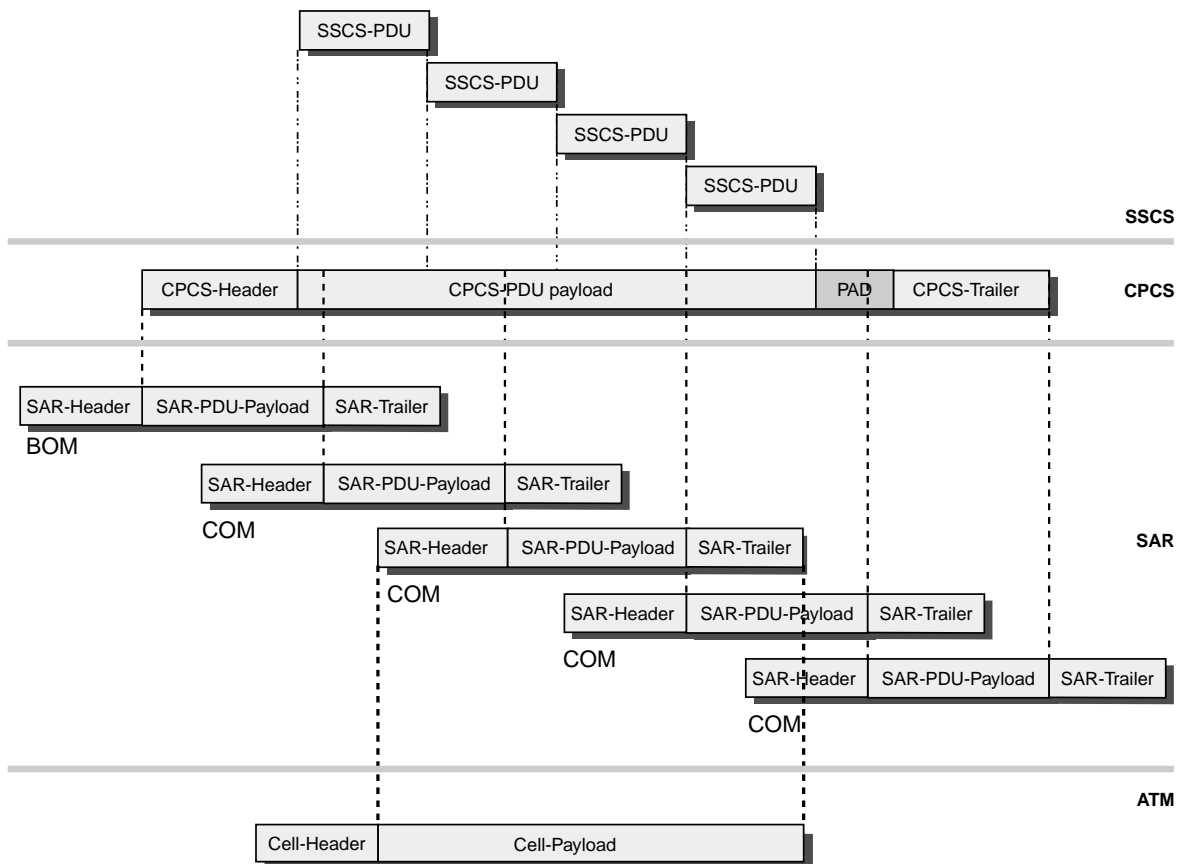 SSCS-PDU
SSCS-PDU
SSCS-PDU
SSCS-PDU
SSCS
CPCS-Header CPCS-PDU payload PAD CPCS-Trailer CPCS
SAR-Header SAR-PDU-Payload SAR-Trailer
BOM
SAR-Header SAR-PDU-Payload SAR-Trailer
COM
SAR-Header SAR-PDU-Payload SAR-Trailer SAR
COM
SAR-Header SAR-PDU-Payload SAR-Trailer
COM
SAR-Header SAR-PDU-Payload SAR-Trailer
COM
ATM
Cell-Header Cell-Payload